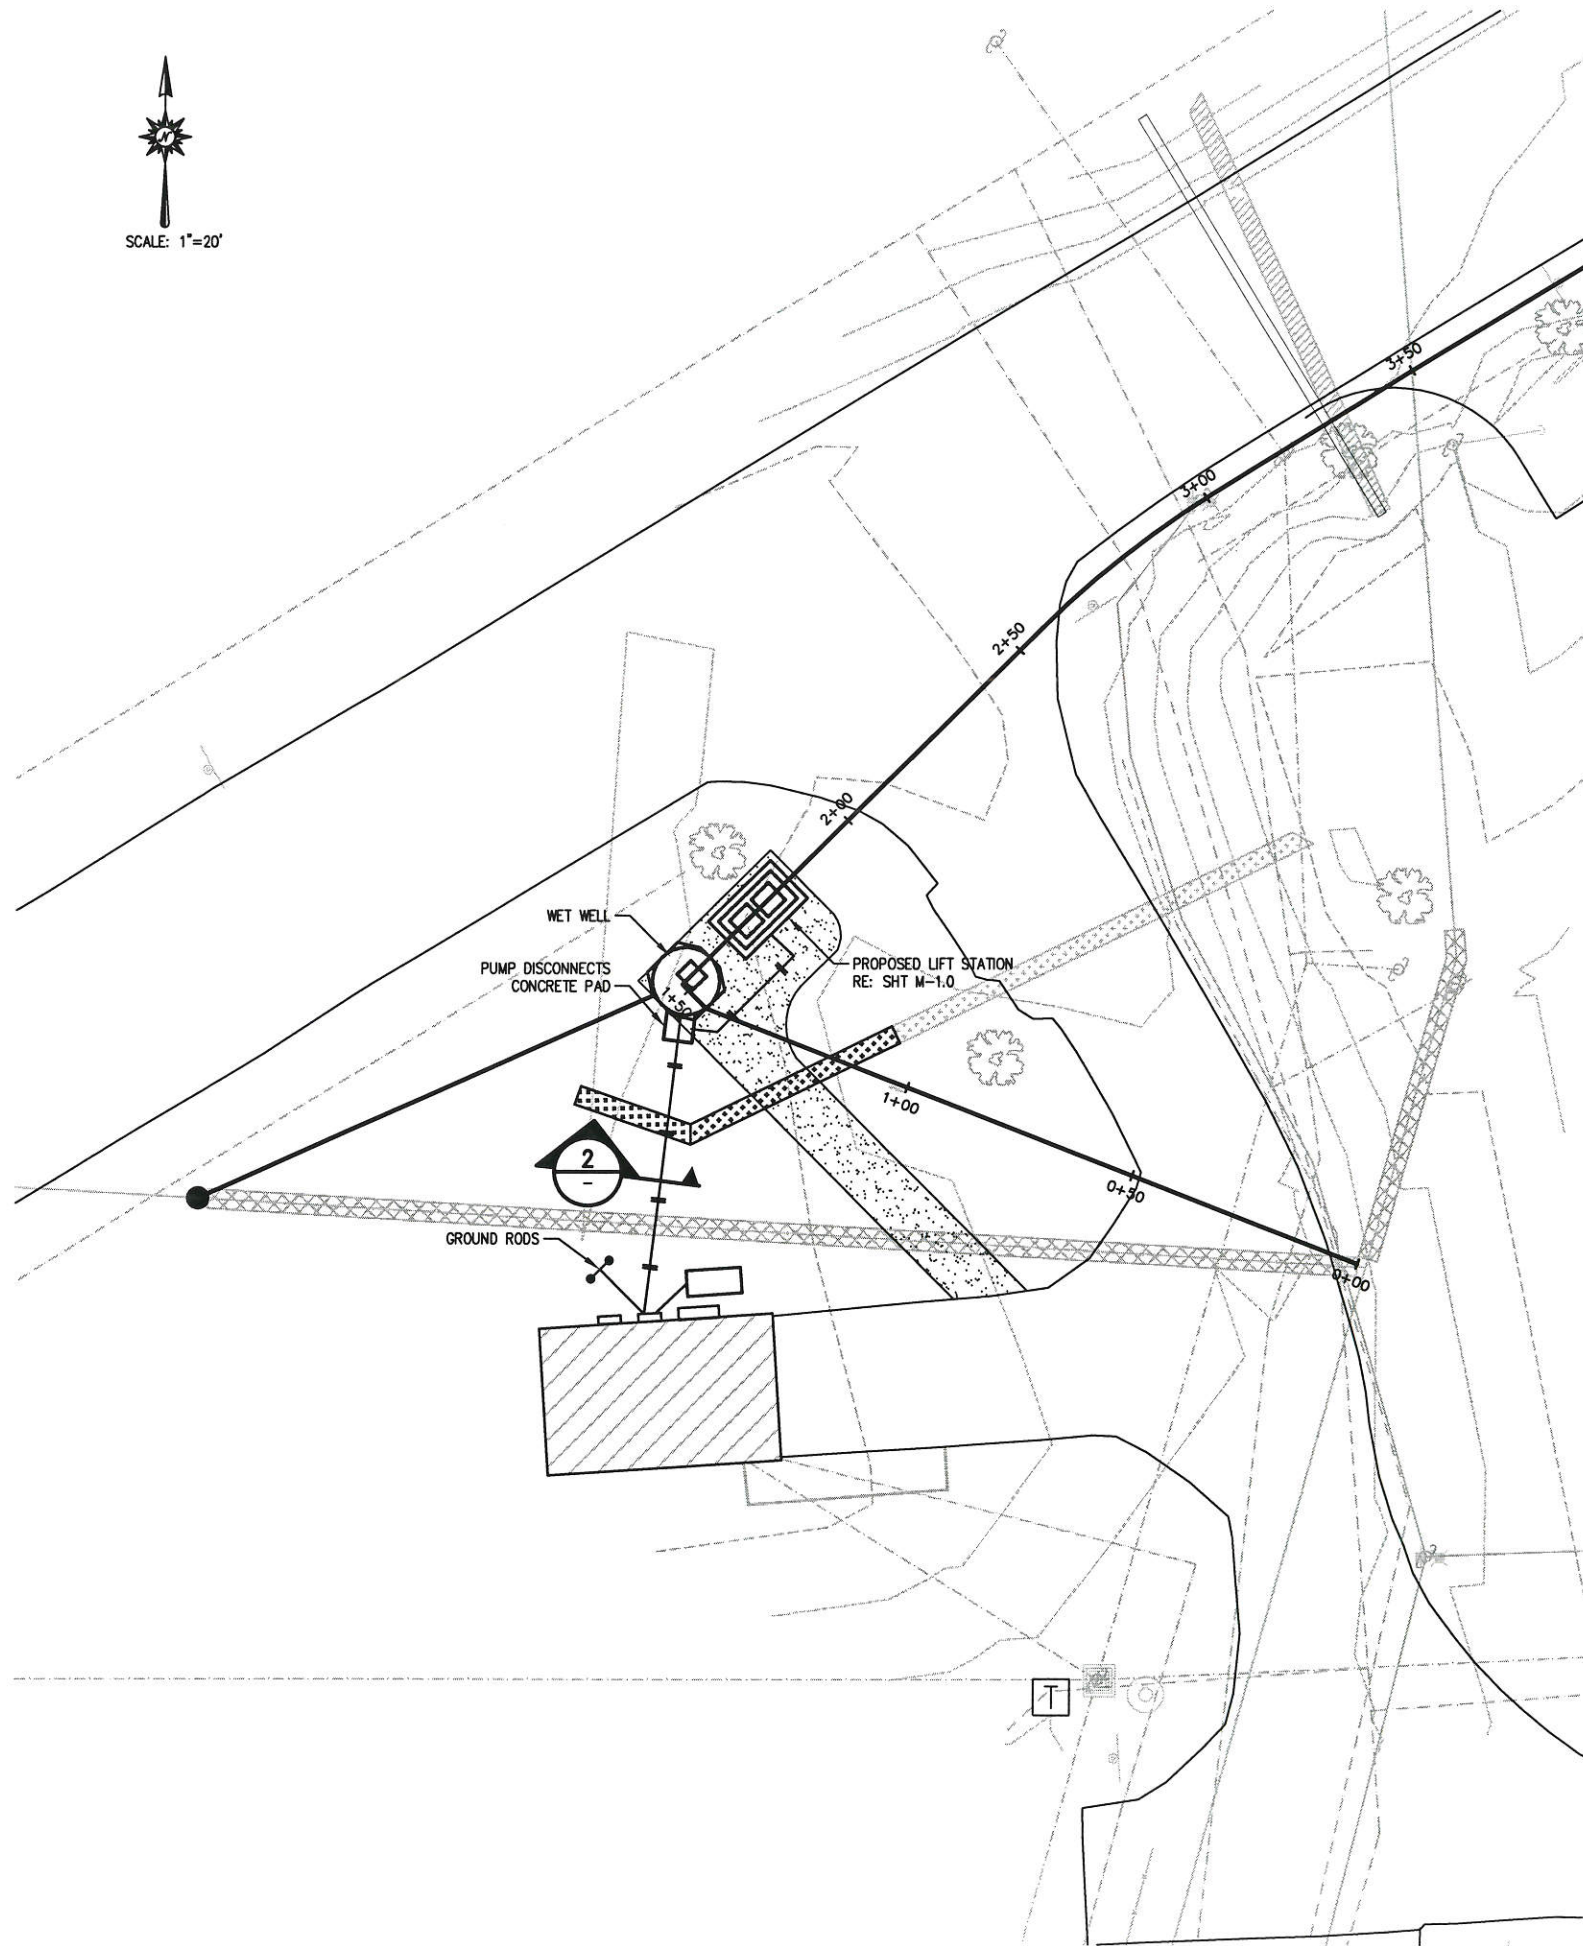 N
SCALE: 1"=20'
3+50
3+00
2+50
2+00
WET WELL
PUMP DISCONNECTS
CONCRETE PAD
PROPOSED LIFT STATION
RE: SHT M-1.0
1+50
1+00
2
-
0+50
GROUND RODS
0+00
T